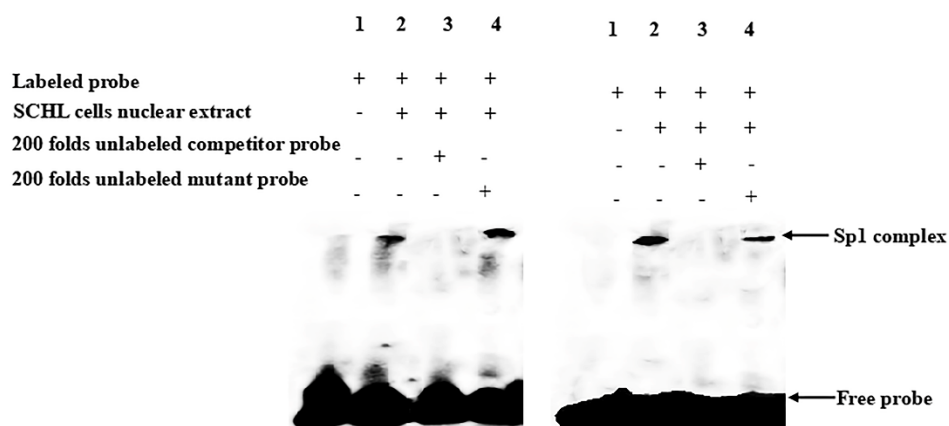 1 2 3 4 1 2 3 4
Labeled probe + + + + + + + +
SCHL cells nuclear extract - + + + - + + +
200 folds unlabeled competitor probe - - + - - - + -
200 folds unlabeled mutant probe - - - + - - - +
Sp1 complex
Free probe